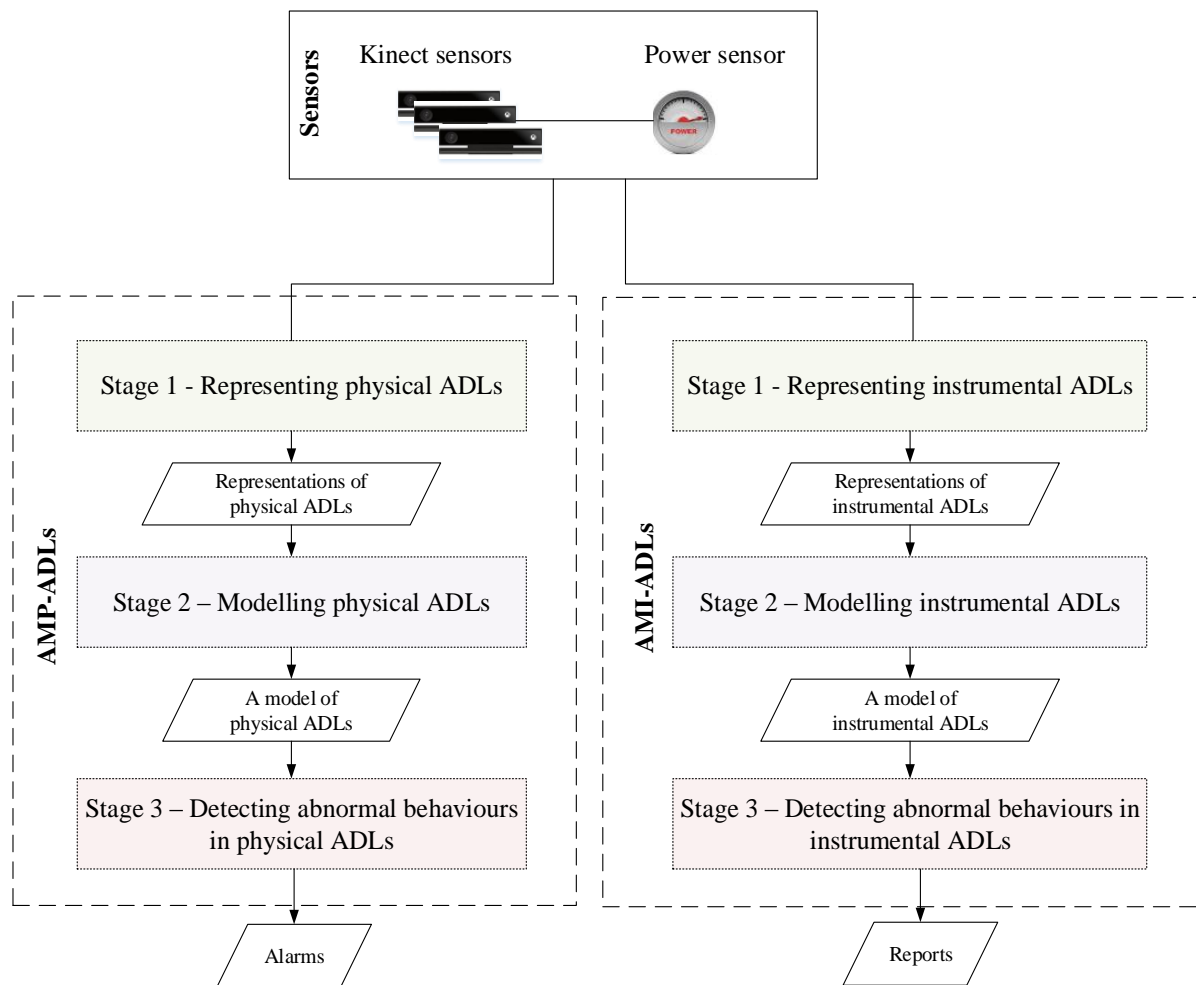 Sensors
Kinect sensors
Power sensor
POWER
AMP-ADLs
Stage 1 - Representing physical ADLs
Representations of
physical ADLs
Stage 2 – Modelling physical ADLs
A model of
physical ADLs
Stage 3 – Detecting abnormal behaviours
in physical ADLs
Alarms
AMI-ADLs
Stage 1 - Representing instrumental ADLs
Representations of
instrumental ADLs
Stage 2 – Modelling instrumental ADLs
A model of
instrumental ADLs
Stage 3 – Detecting abnormal behaviours in
instrumental ADLs
Reports